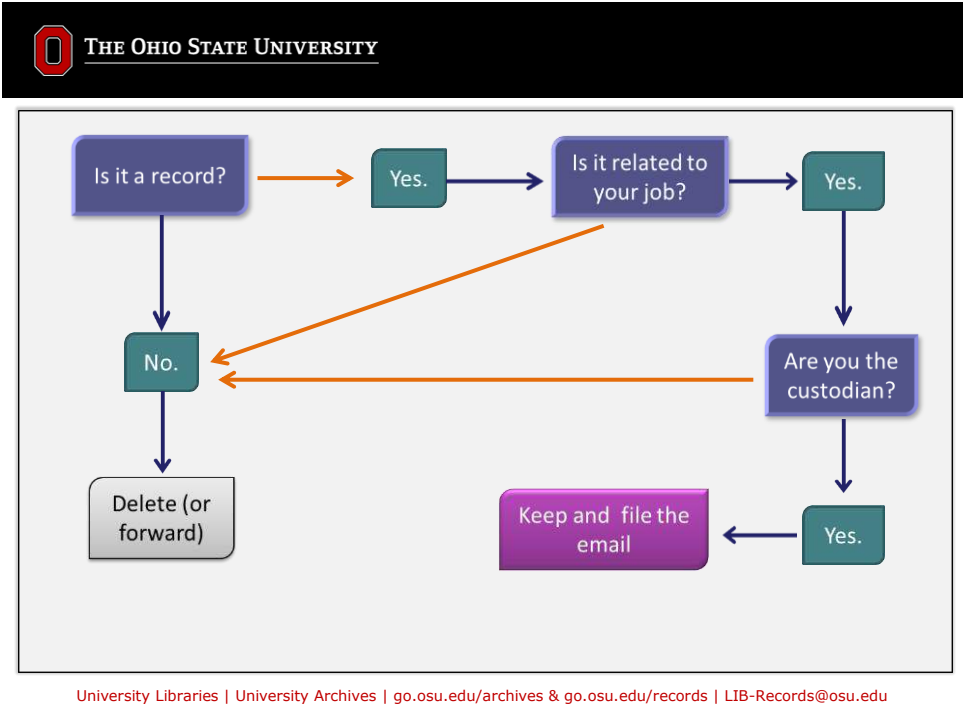 THE OHIO STATE UNIVERSITY
Is it a record?
Yes.
Is it related to
your job?
Yes.
No.
Are you the
custodian?
Delete (or
forward)
Keep and  file the
email
Yes.
University Libraries | University Archives | go.osu.edu/archives & go.osu.edu/records | LIB-Records@osu.edu